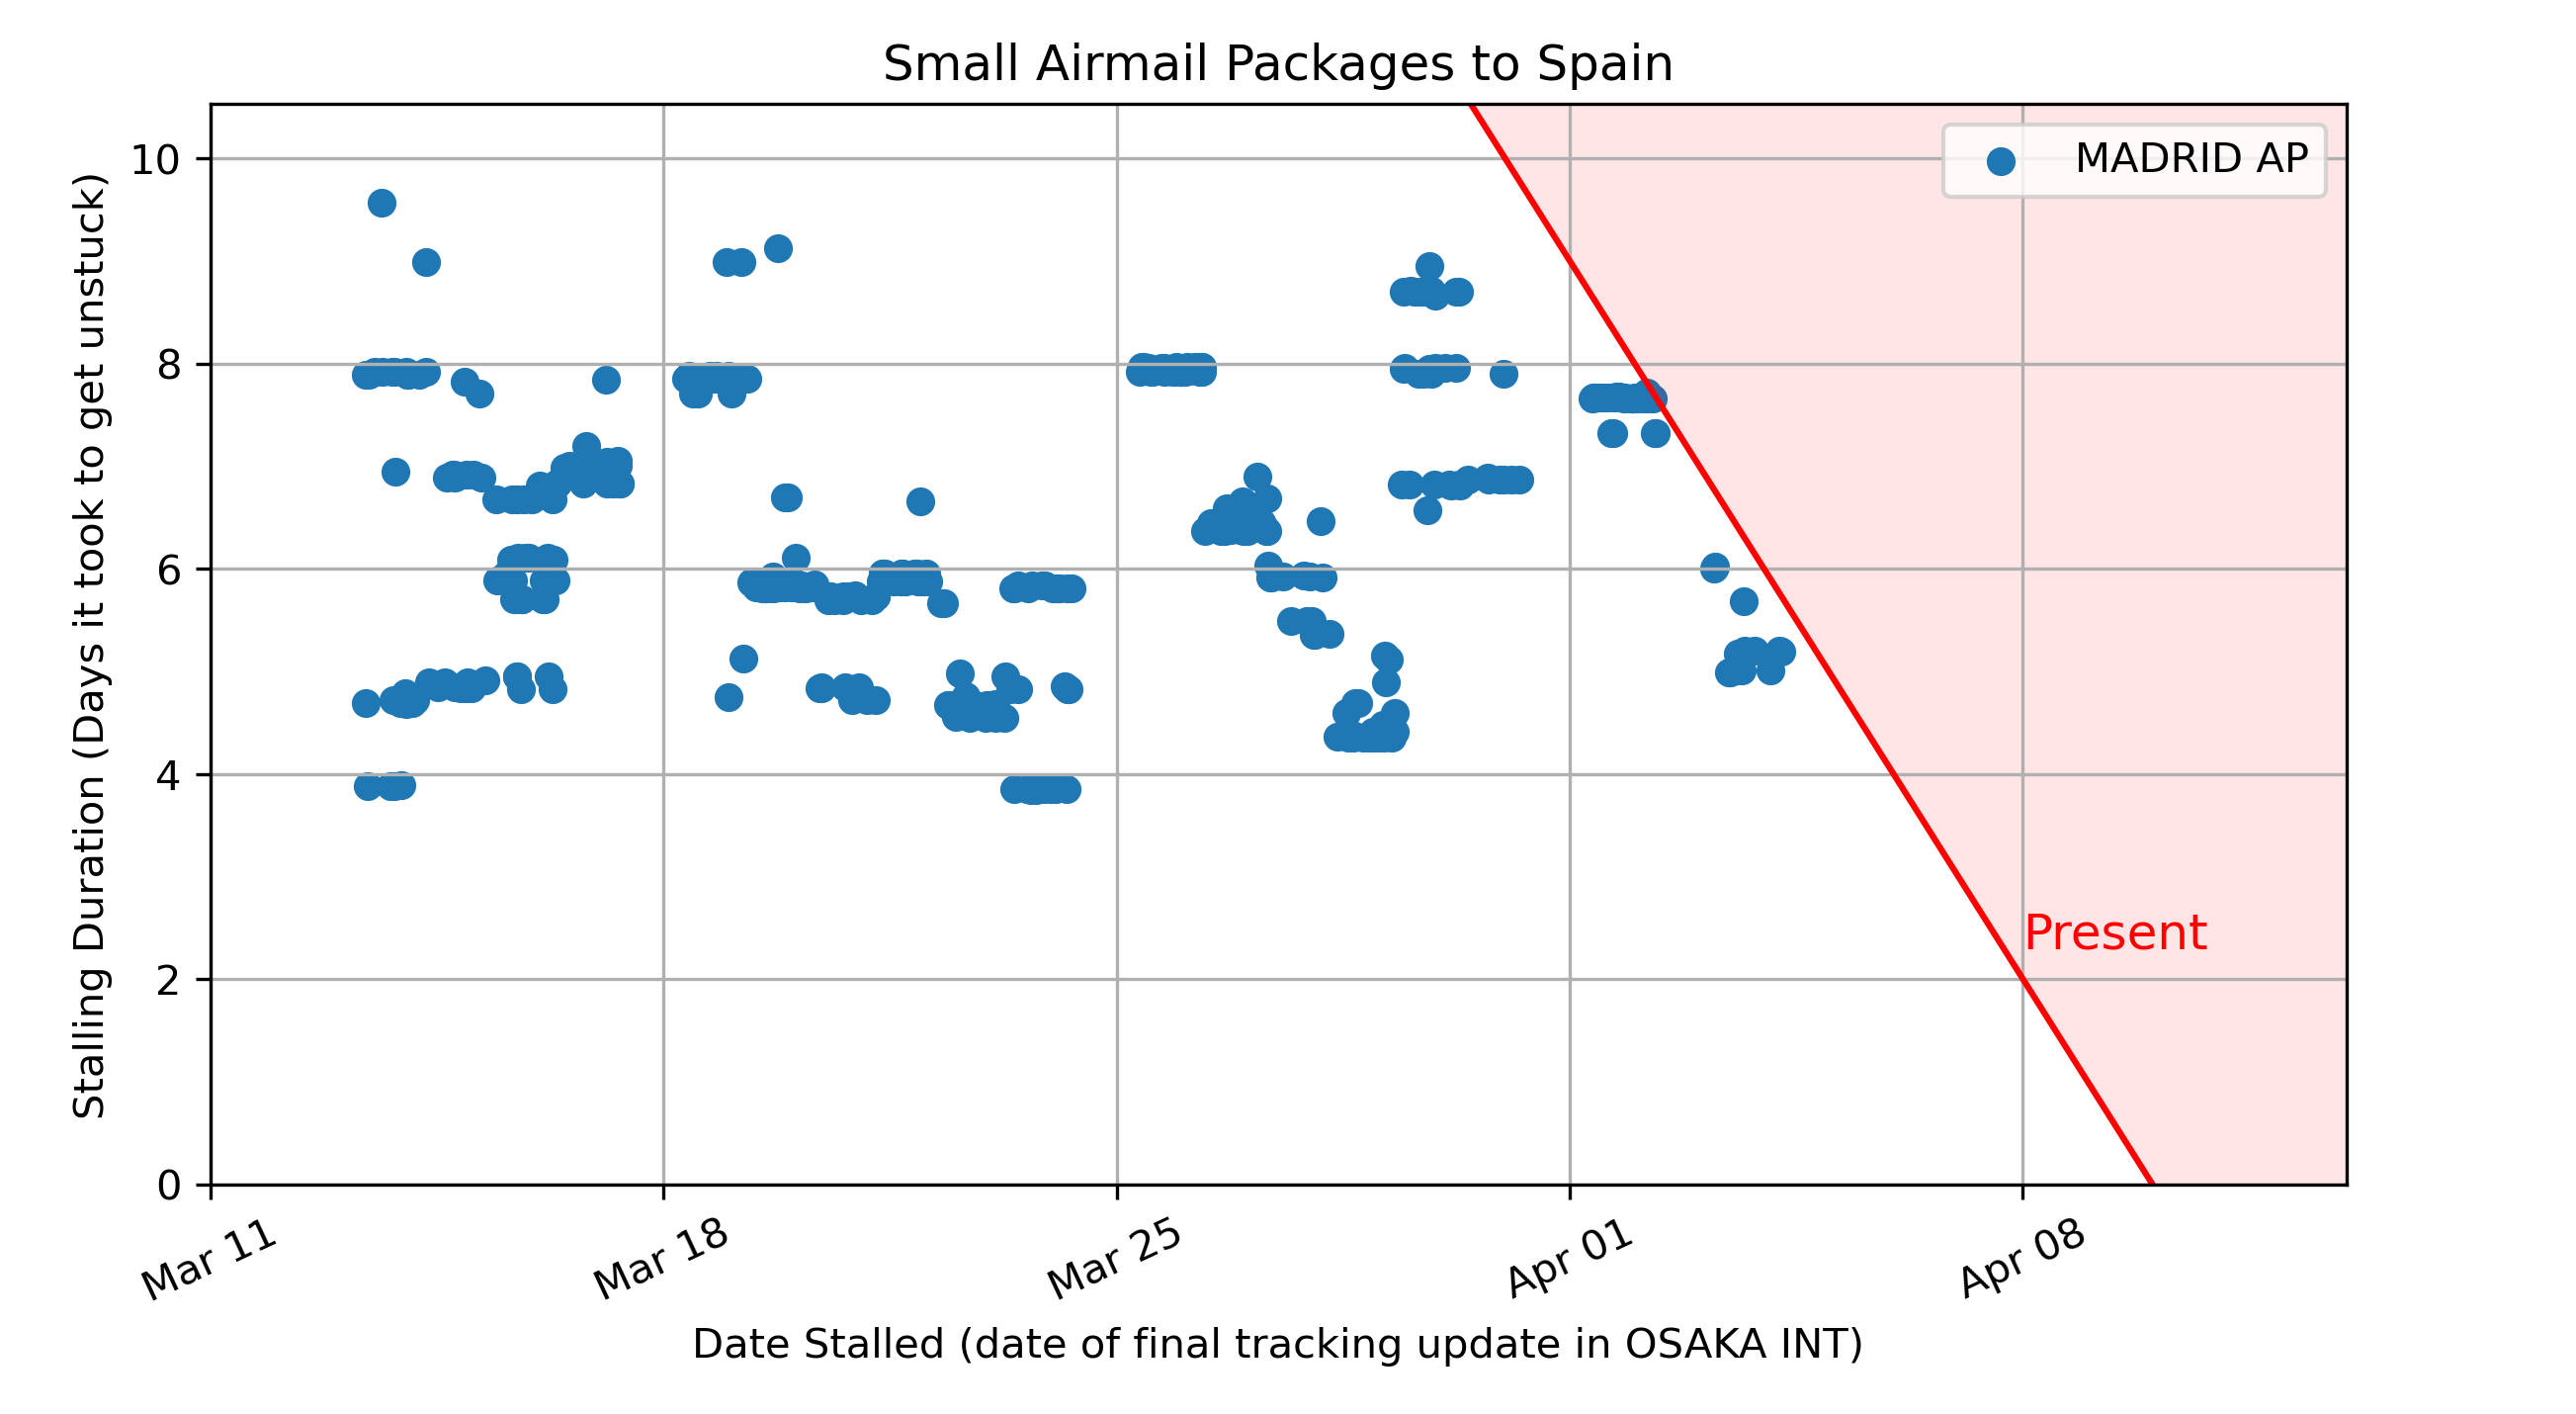 Small Airmail Packages to Spain
MADRID AP
Stalling Duration (Days it took to get unstuck)
10
8
6
4
2
0
Present
Mar 11
Mar 18
Mar 25
Apr 01
Apr 08
Date Stalled (date of final tracking update in OSAKA INT)